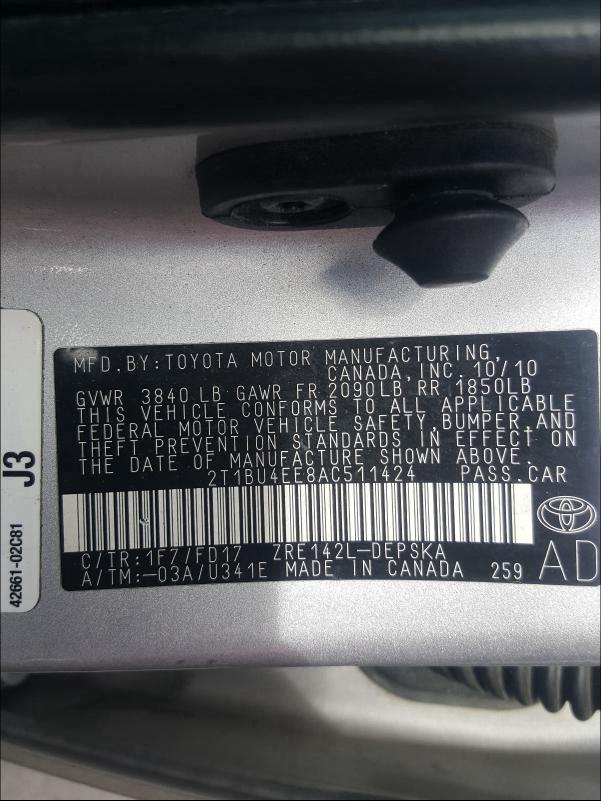 MFD.BY:TOYOTA MOTOR MANUFACTURING,
CANADA, INC. 10/10
GVWR 3840 LB GAWR FR 2090LB, RR 1850LB
THIS VEHICLE CONFORMS TO ALL APPLICABLE
FEDERAL MOTOR VEHICLE SAFETY,BUMPER,AND
THEFT PREVENTION STANDARDS IN EFFECT ON
THE DATE OF MANUFACTURE SHOWN ABOVE.
2T1BU4EE8AC511424 PASS.CAR
C/TR:1F7/FD17 ZRE142L-DEPSKA
A/TM:-03A/U341E MADE IN CANADA 259
AD
J3
42661-02C81